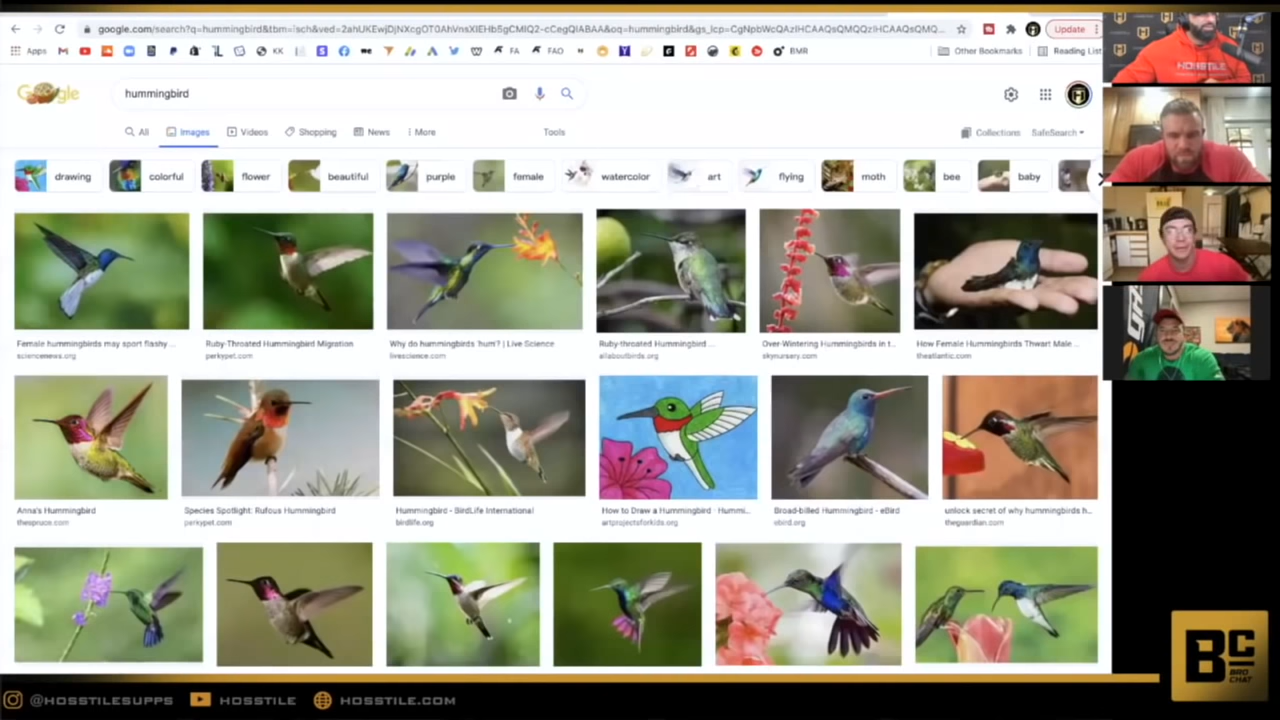 google.com/search?q=hummingbird&tbm=isch&ved=2ahUKEwjDjNXcgOT0AhVnsXIEHb5gCMIQ2-cCegQIABAA&oq=hummingbird&gs_lcp=CgNpbWcQAzIHCAAQsQMQQzIHCAAQsQMQ...
Update
Apps
KK
FA
FAO
BMR
Other Bookmarks
Reading List
HOSSTILE
Google
hummingbird
All
Images
Videos
Shopping
News
More
Tools
Collections
SafeSearch
drawing
colorful
flower
beautiful
purple
female
watercolor
art
flying
moth
bee
baby
Female hummingbirds may sport flashy ...
sciencenews.org
Ruby-Throated Hummingbird Migration
perkypet.com
Why do hummingbirds 'hum'? | Live Science
livescience.com
Ruby-throated Hummingbird ...
allaboutbirds.org
Over-Wintering Hummingbirds in t...
skynursery.com
How Female Hummingbirds Thwart Male ...
theatlantic.com
Anna's Hummingbird
thespruce.com
Species Spotlight: Rufous Hummingbird
perkypet.com
Hummingbird - BirdLife International
birdlife.org
How to Draw a Hummingbird · Hummi...
artprojectsforkids.org
Broad-billed Hummingbird - eBird
ebird.org
unlock secret of why hummingbirds h...
theguardian.com
BC
BRO
CHAT
@HOSSTILESUPPS
HOSSTILE
HOSSTILE.COM